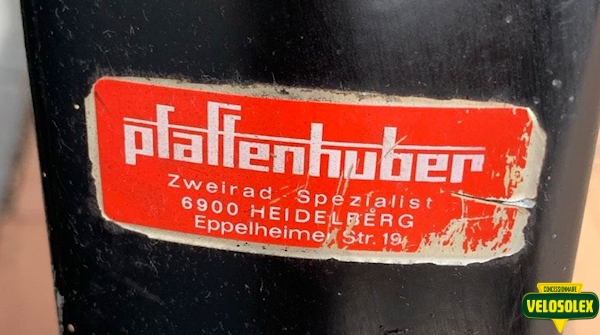 pfaffenhuber
Zweirad Spezialist
6900 HEIDELBERG
Eppelheimer Str. 19
CONCESSIONNAIRE
VELOSOLEX